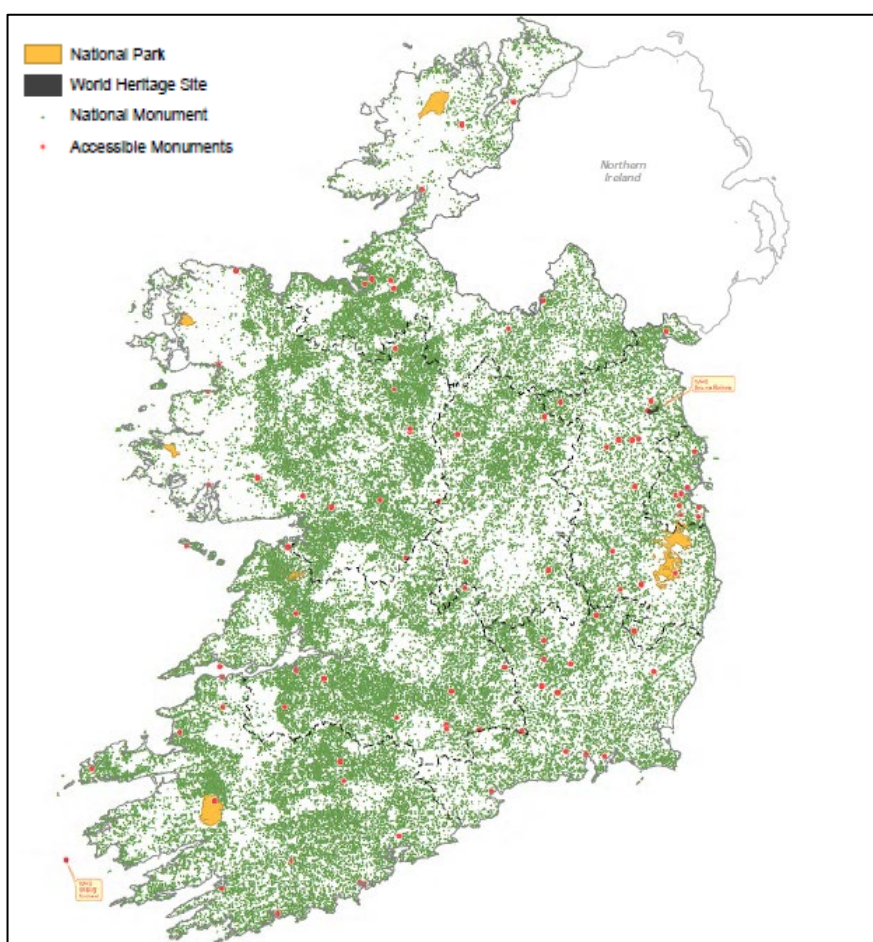 National Park
World Heritage Site
National Monument
Accessible Monuments
Northern
Ireland